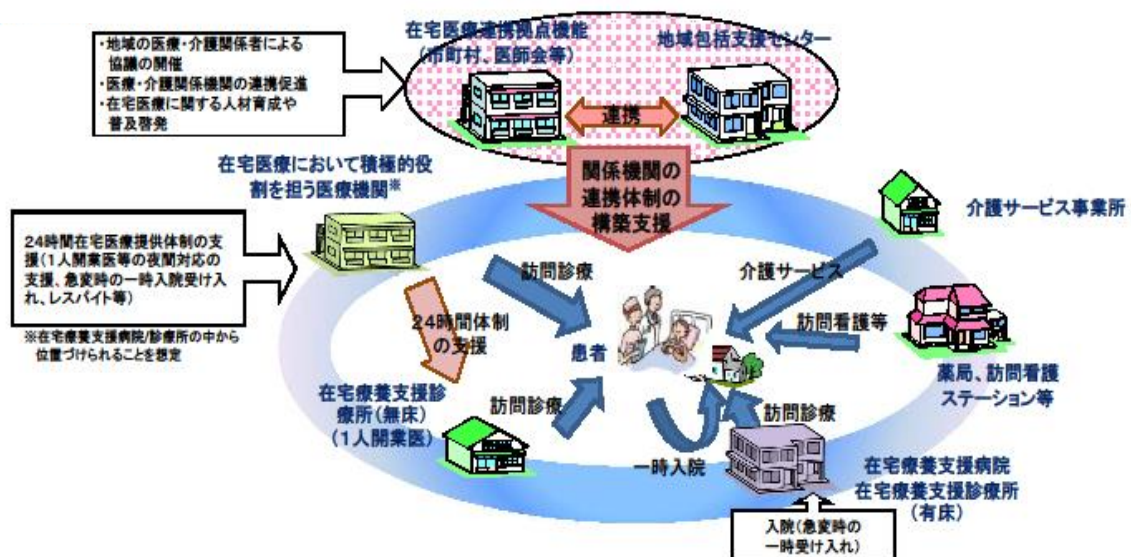 ・地域の医療・介護関係者による
協議の開催
・医療・介護関係機関の連携促進
・在宅医療に関する人材育成や
普及啓発
在宅医療連携拠点機能
(市町村、医師会等)
地域包括支援センター
連携
在宅医療において積極的役
割を担う医療機関※
関係機関の
連携体制の
構築支援
介護サービス事業所
24時間在宅医療提供体制の支
援(1人開業医等の夜間対応の
支援、急変時の一時入院受け入
れ、レスパイト等)
※在宅療養支援病院/診療所の中から
位置づけられることを想定
訪問診療
介護サービス
24時間体制
の支援
患者
訪問看護等
薬局、訪問看護
ステーション等
在宅療養支援診
療所(無床)
(1人開業医)
訪問診療
訪問診療
一時入院
在宅療養支援病院
在宅療養支援診療所
(有床)
入院(急変時の
一時受け入れ)